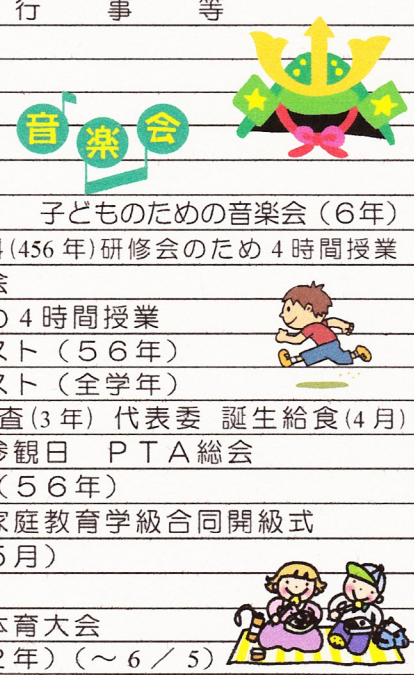 行事等
音楽会
子どものための音楽会(6年)
(456年)研修会のため4時間授業
会
4時間授業
スト(56年)
スト(全学年)
査(3年) 代表委 誕生給食(4月)
参観日 PTA総会
(56年)
家庭教育学級合同開級式
5月)
体育大会
2年)(~6/5)